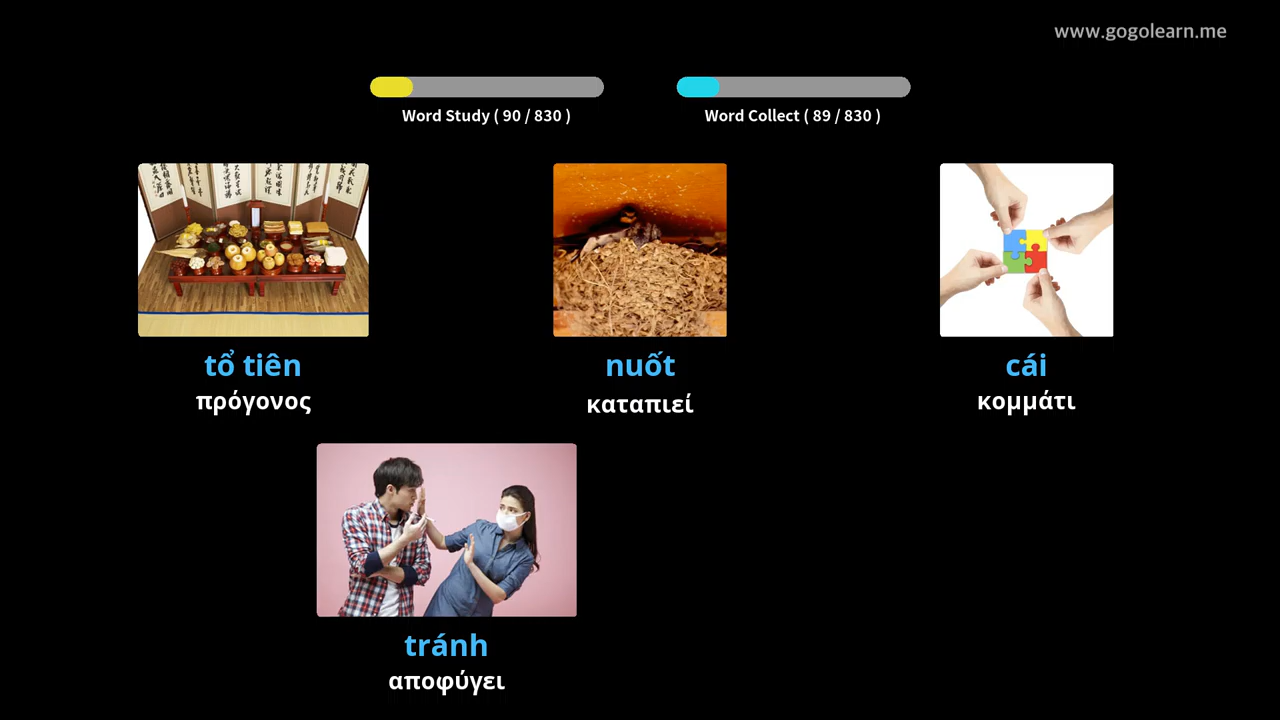 www.gogolearn.me
Word Study ( 90 / 830 )
Word Collect ( 89 / 830 )
tổ tiên
πρόγονος
nuốt
καταπιεί
cái
κομμάτι
tránh
αποφύγει